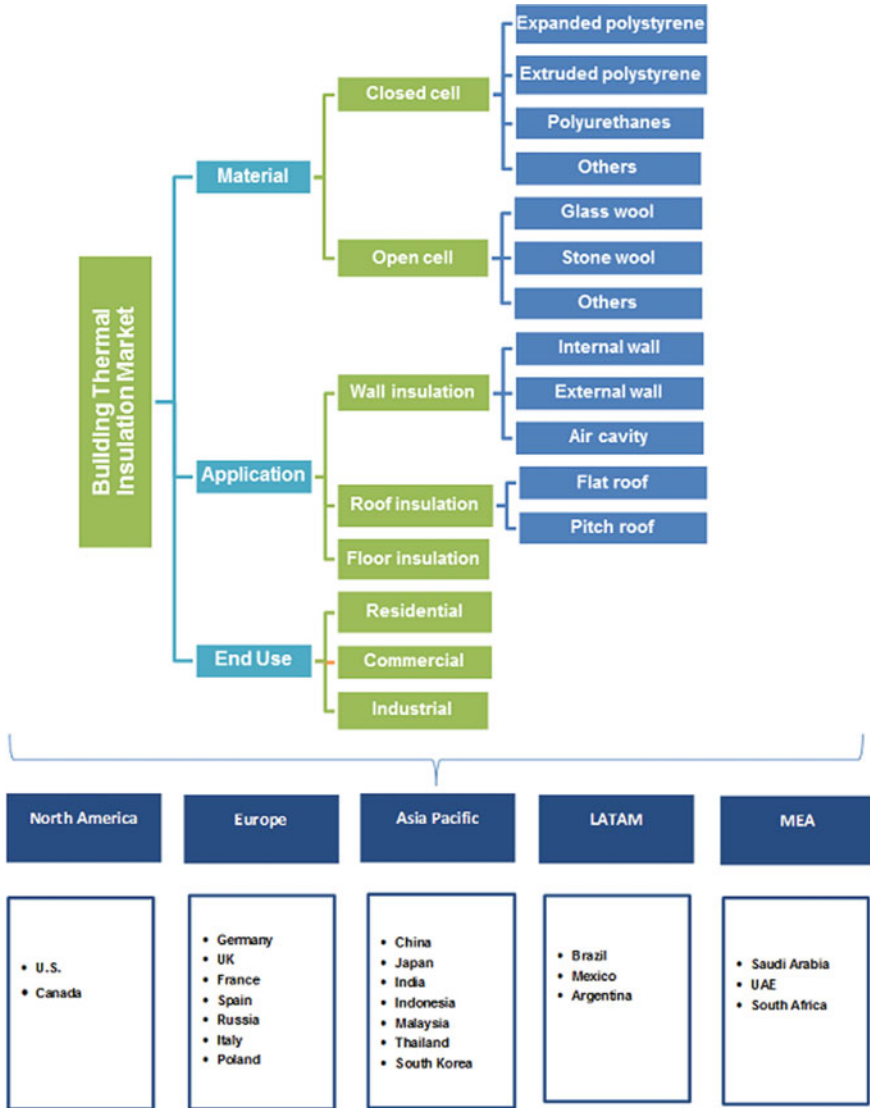 Building Thermal
Insulation Market
Material
Closed cell
Expanded polystyrene
Extruded polystyrene
Polyurethanes
Others
Open cell
Glass wool
Stone wool
Others
Application
Wall insulation
Internal wall
External wall
Air cavity
Roof insulation
Flat roof
Pitch roof
Floor insulation
End Use
Residential
Commercial
Industrial
North America
• U.S.
• Canada
Europe
• Germany
• UK
• France
• Spain
• Russia
• Italy
• Poland
Asia Pacific
• China
• Japan
• India
• Indonesia
• Malaysia
• Thailand
• South Korea
LATAM
• Brazil
• Mexico
• Argentina
MEA
• Saudi Arabia
• UAE
• South Africa